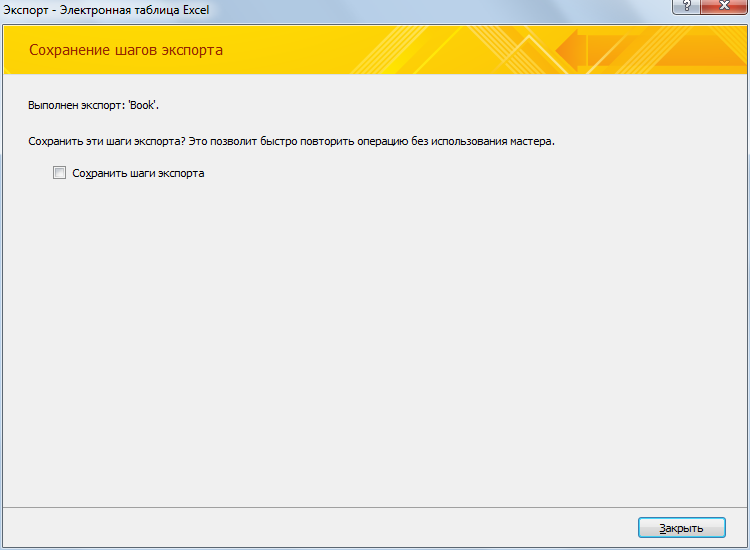 Экспорт - Электронная таблица Excel
Сохранение шагов экспорта
Выполнен экспорт: 'Book'.
Сохранить эти шаги экспорта? Это позволит быстро повторить операцию без использования мастера.
Сохранить шаги экспорта
Закрыть